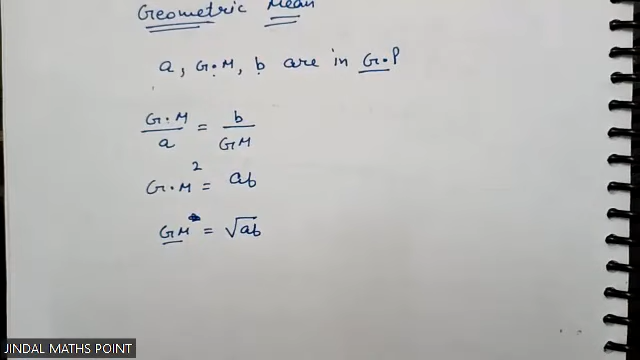 Geometric Mean
a, G.M, b are in G.P
G.M/a = b/GM
G.M² = ab
GM = √ab
JINDAL MATHS POINT